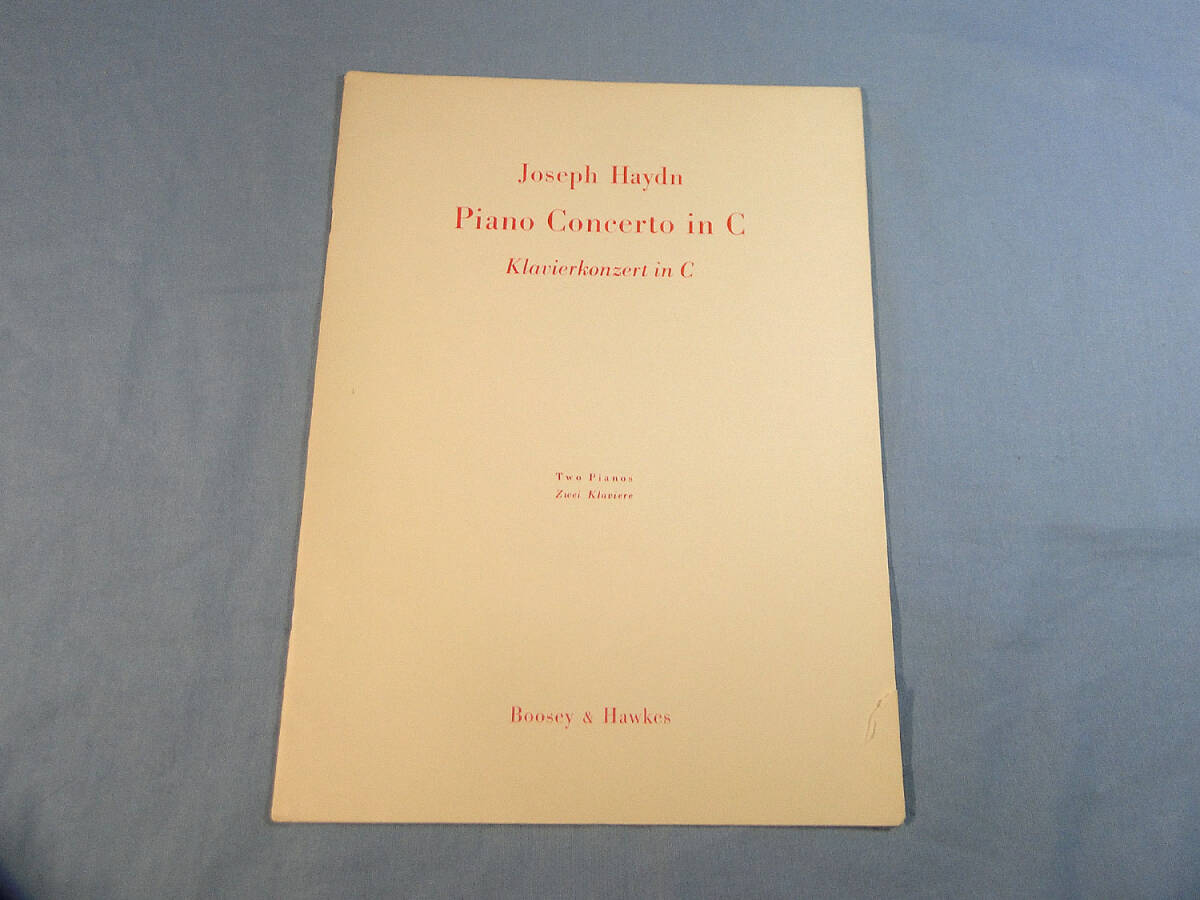 Joseph Haydn
Piano Concerto in C
Klavierkonzert in C
Two Pianos
Zwei Klaviere
Boosey & Hawkes